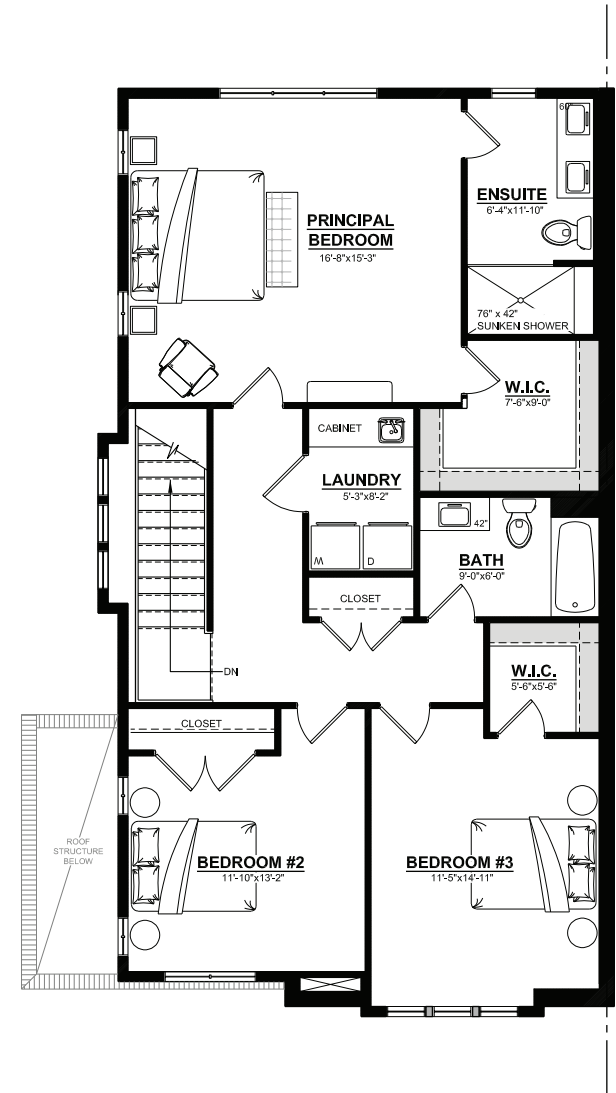 60"
ENSUITE
6'-4"x11'-10"
PRINCIPAL
BEDROOM
16'-8"x15'-3"
76" x 42"
SUNKEN SHOWER
W.I.C.
7'-6"x9'-0"
CABINET
LAUNDRY
5'-3"x8'-2"
M
D
42"
BATH
9'-0"x6'-0"
CLOSET
DN
W.I.C.
5'-6"x5'-6"
CLOSET
ROOF
STRUCTURE
BELOW
BEDROOM #2
11'-10"x13'-2"
BEDROOM #3
11'-5"x14'-11"